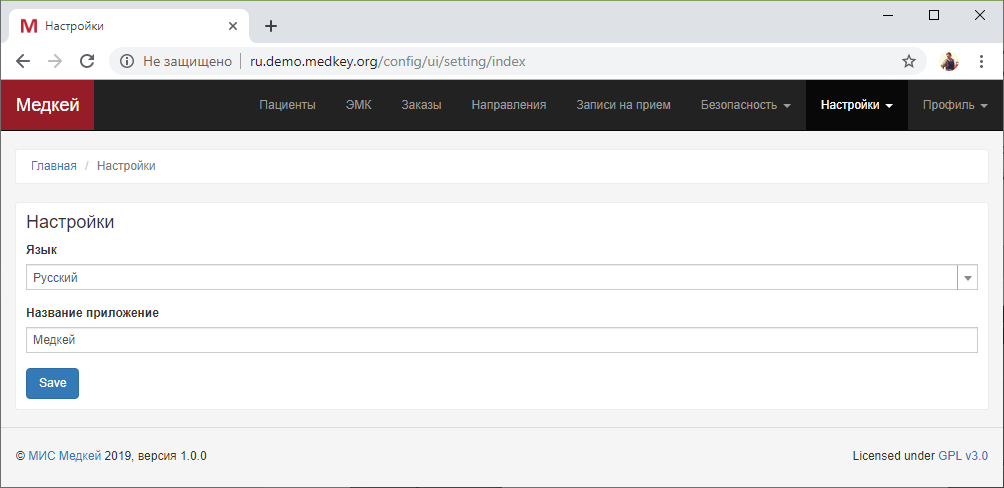 Настройки
Не защищено ru.demo.medkey.org/config/ui/setting/index
Медкей Пациенты ЭМК Заказы Направления Записи на прием Безопасность Настройки Профиль
Главная / Настройки
Настройки
Язык
Русский
Название приложение
Медкей
Save
© МИС Медкей 2019, версия 1.0.0 Licensed under GPL v3.0